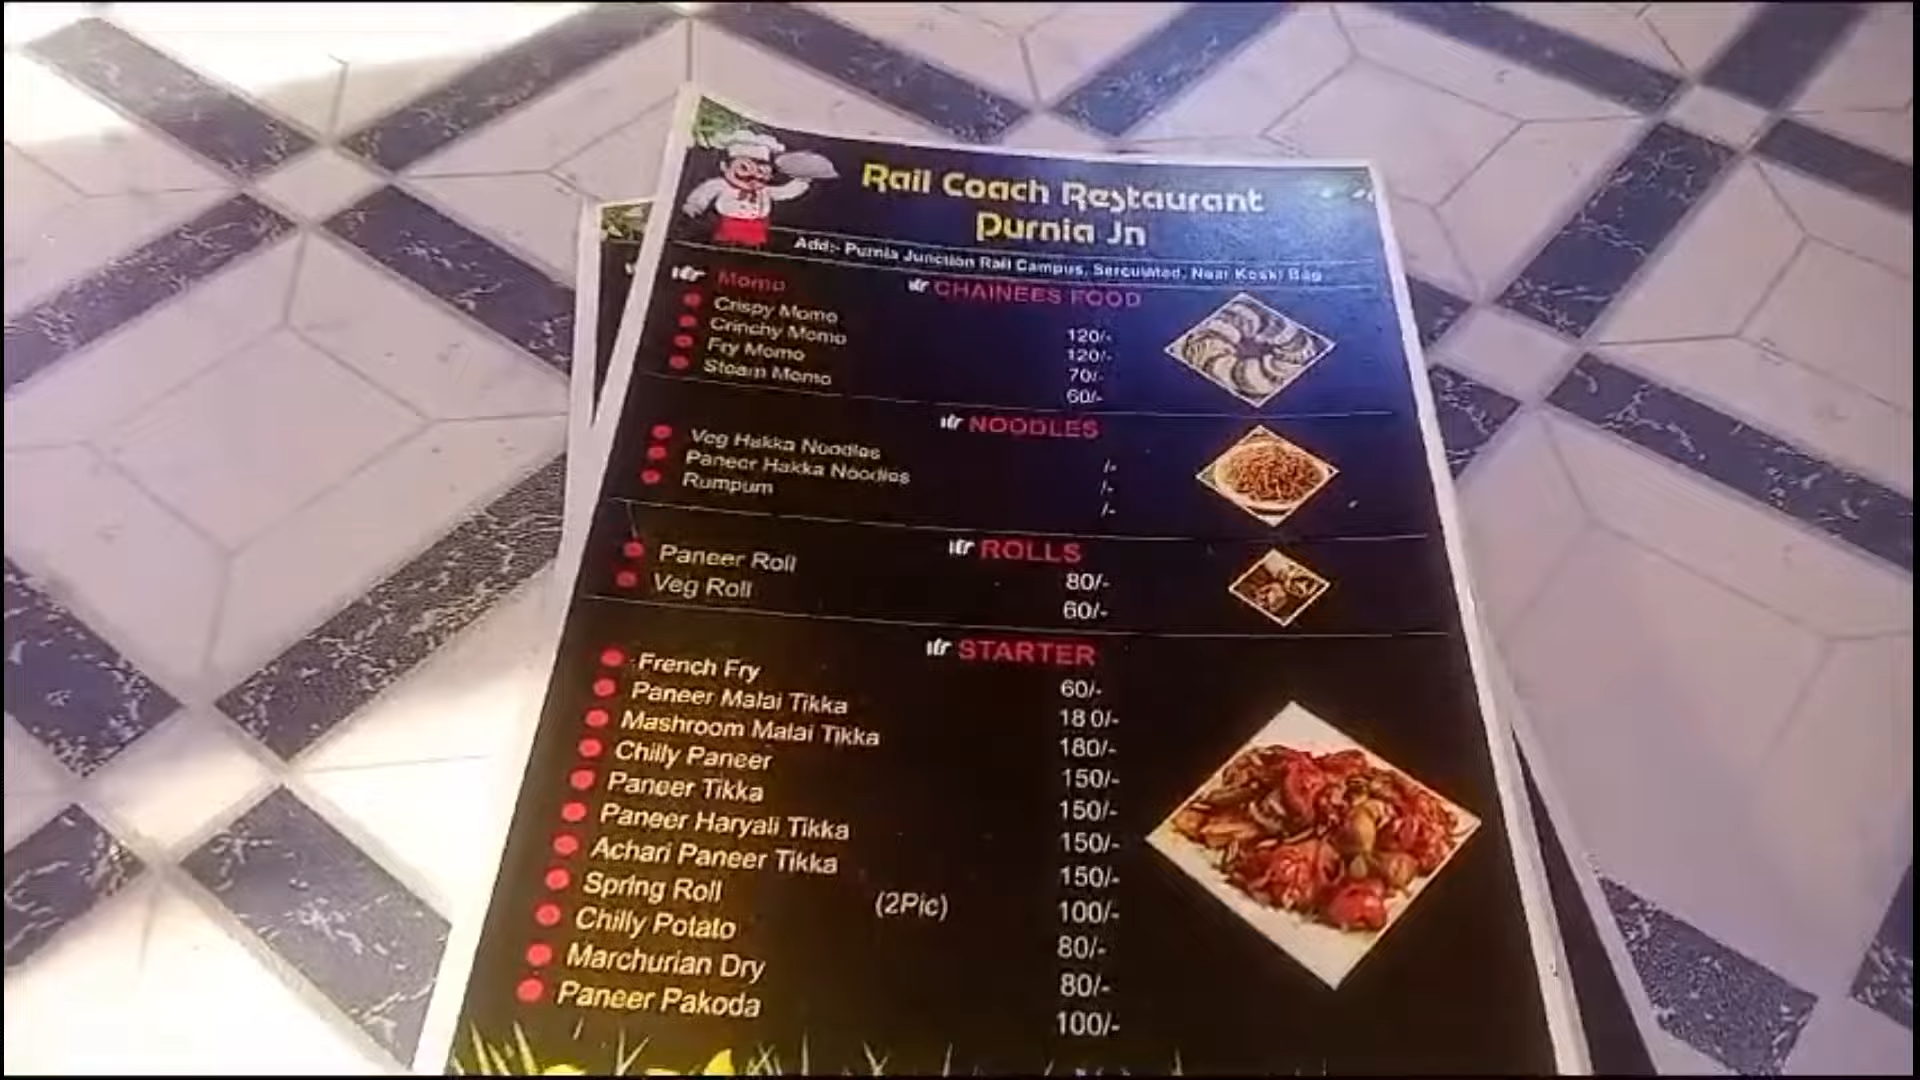 Rail Coach Restaurant
Purnia Jn
Add:- Purnia Junction Rail Campus, Serculated, Near Koski Bag
Momo
CHAINEES FOOD
Crispy Momo 120/-
Crinchy Momo 120/-
Fry Momo 70/-
Steam Momo 60/-
NOODLES
Veg Hakka Noodles /-
Paneer Hakka Noodles /-
Rumpum /-
ROLLS
Paneer Roll 80/-
Veg Roll 60/-
STARTER
French Fry 60/-
Paneer Malai Tikka 180/-
Mashroom Malai Tikka 180/-
Chilly Paneer 150/-
Paneer Tikka 150/-
Paneer Haryali Tikka 150/-
Achari Paneer Tikka 150/-
Spring Roll (2Pic) 100/-
Chilly Potato 80/-
Marchurian Dry 80/-
Paneer Pakoda 100/-